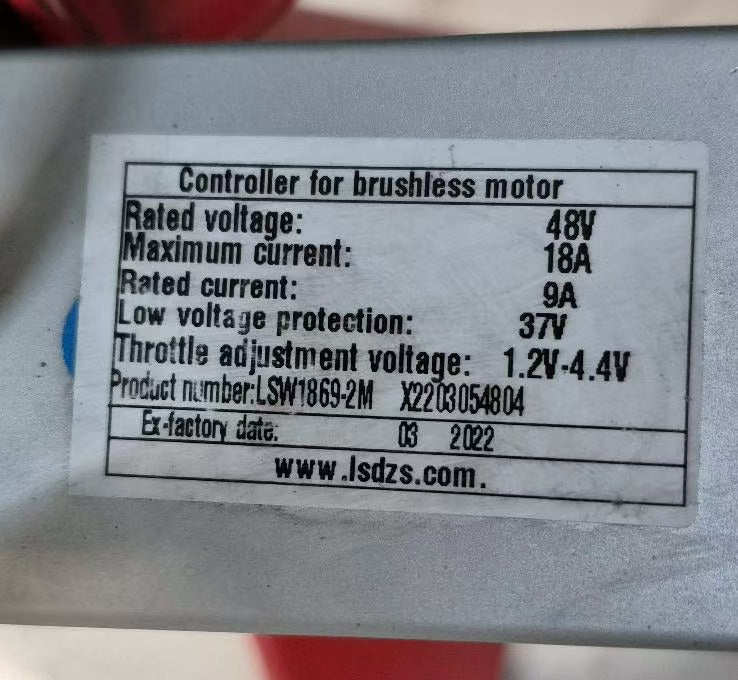 Controller for brushless motor
Rated voltage: 48V
Maximum current: 18A
Rated current: 9A
Low voltage protection: 37V
Throttle adjustment voltage: 1.2V-4.4V
Product number:LSW1869-2M X2203054804
Ex-factory date: 03 2022
www.lsdzs.com.